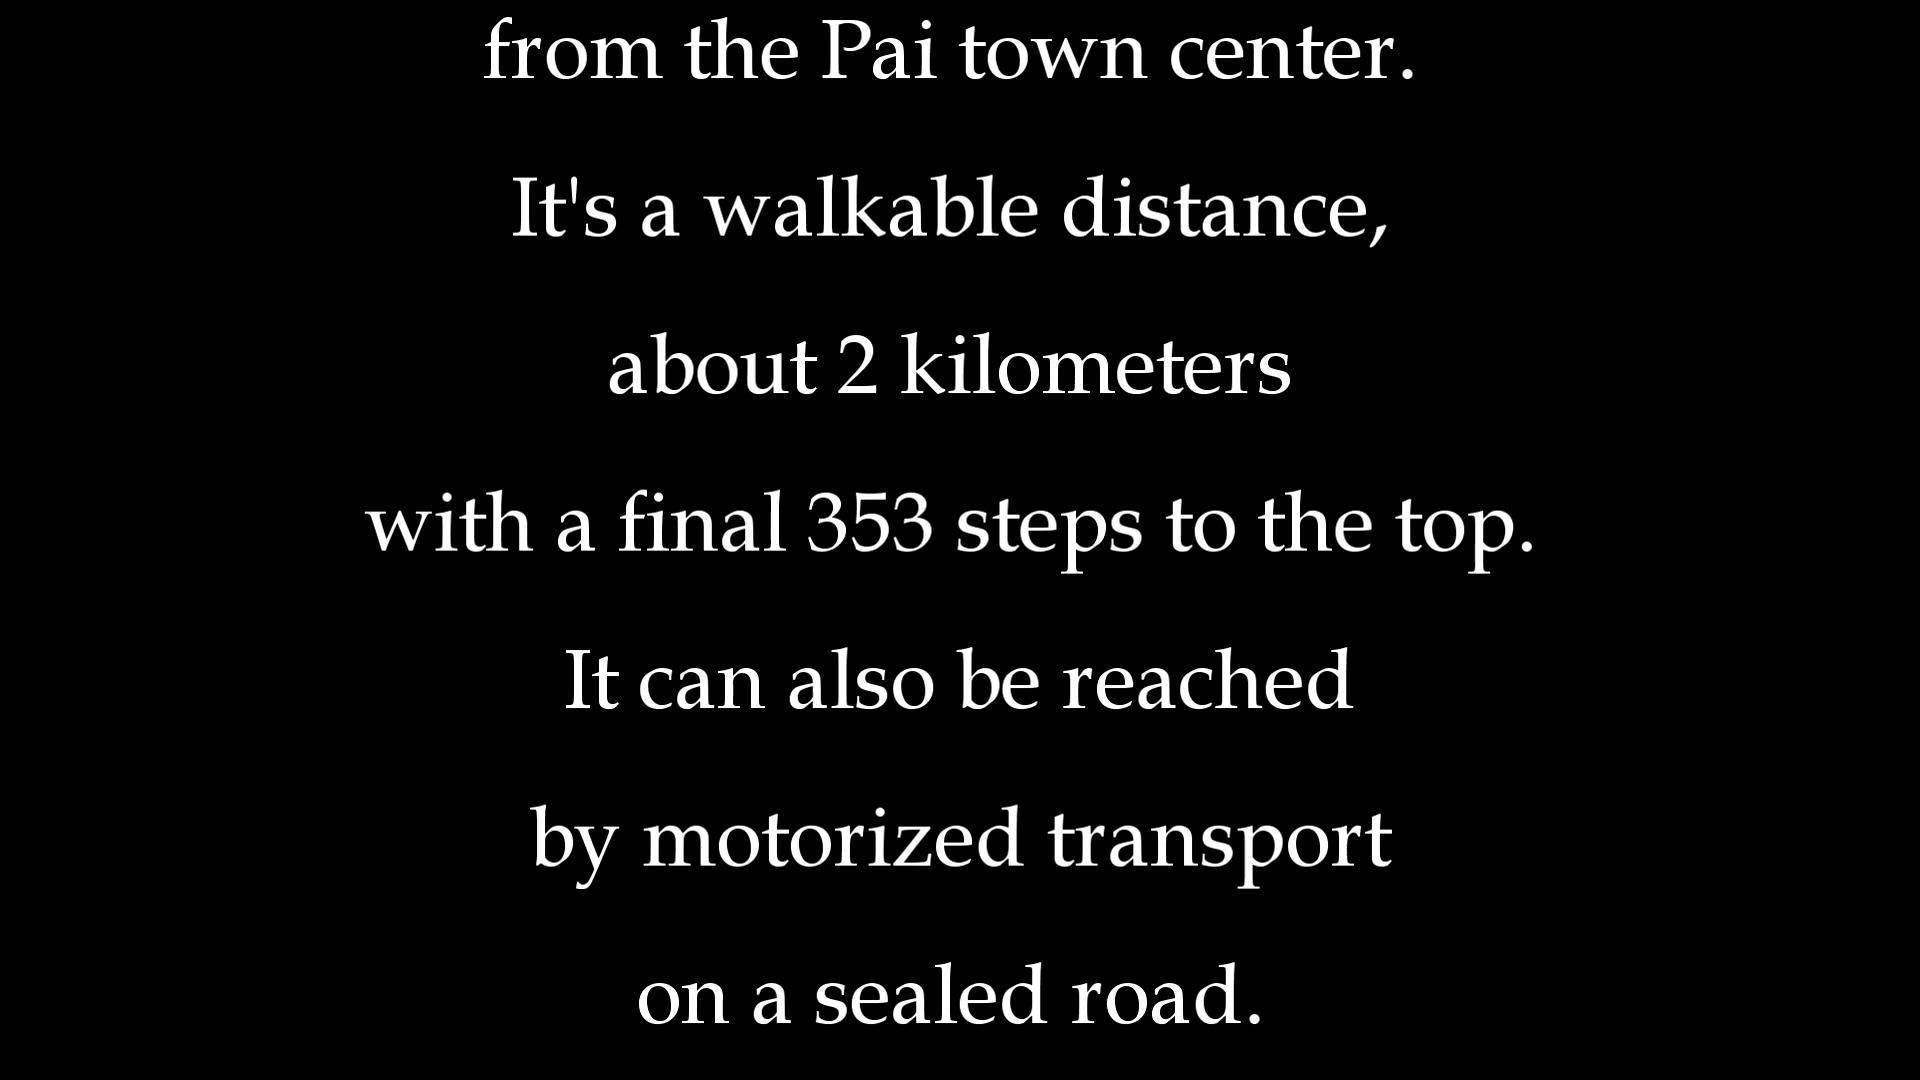 from the Pai town center.
It's a walkable distance,
about 2 kilometers
with a final 353 steps to the top.
It can also be reached
by motorized transport
on a sealed road.